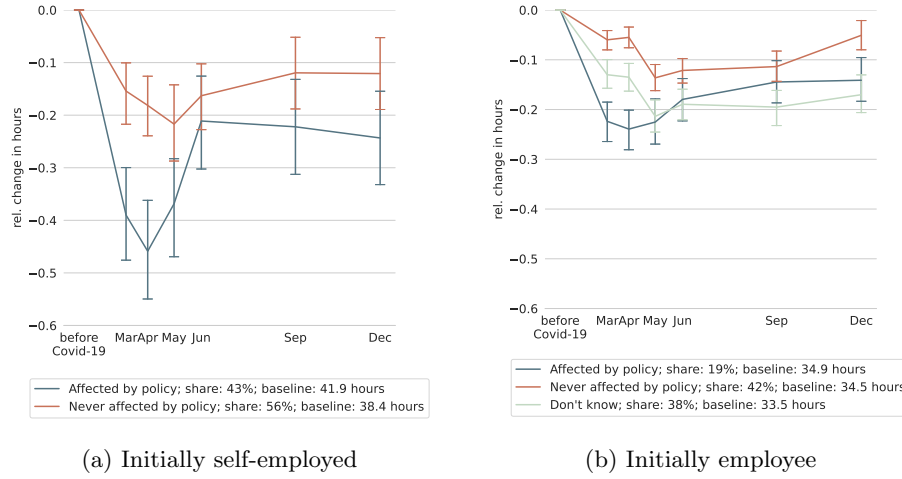 0.0
−0.1
−0.2
−0.3
−0.4
−0.5
−0.6
rel. change in hours
before
Covid-19
Mar Apr May Jun Sep Dec
Affected by policy; share: 43%; baseline: 41.9 hours
Never affected by policy; share: 56%; baseline: 38.4 hours
(a) Initially self-employed
0.0
−0.1
−0.2
−0.3
−0.4
−0.5
−0.6
rel. change in hours
before
Covid-19
Mar Apr May Jun Sep Dec
Affected by policy; share: 19%; baseline: 34.9 hours
Never affected by policy; share: 42%; baseline: 34.5 hours
Don't know; share: 38%; baseline: 33.5 hours
(b) Initially employee